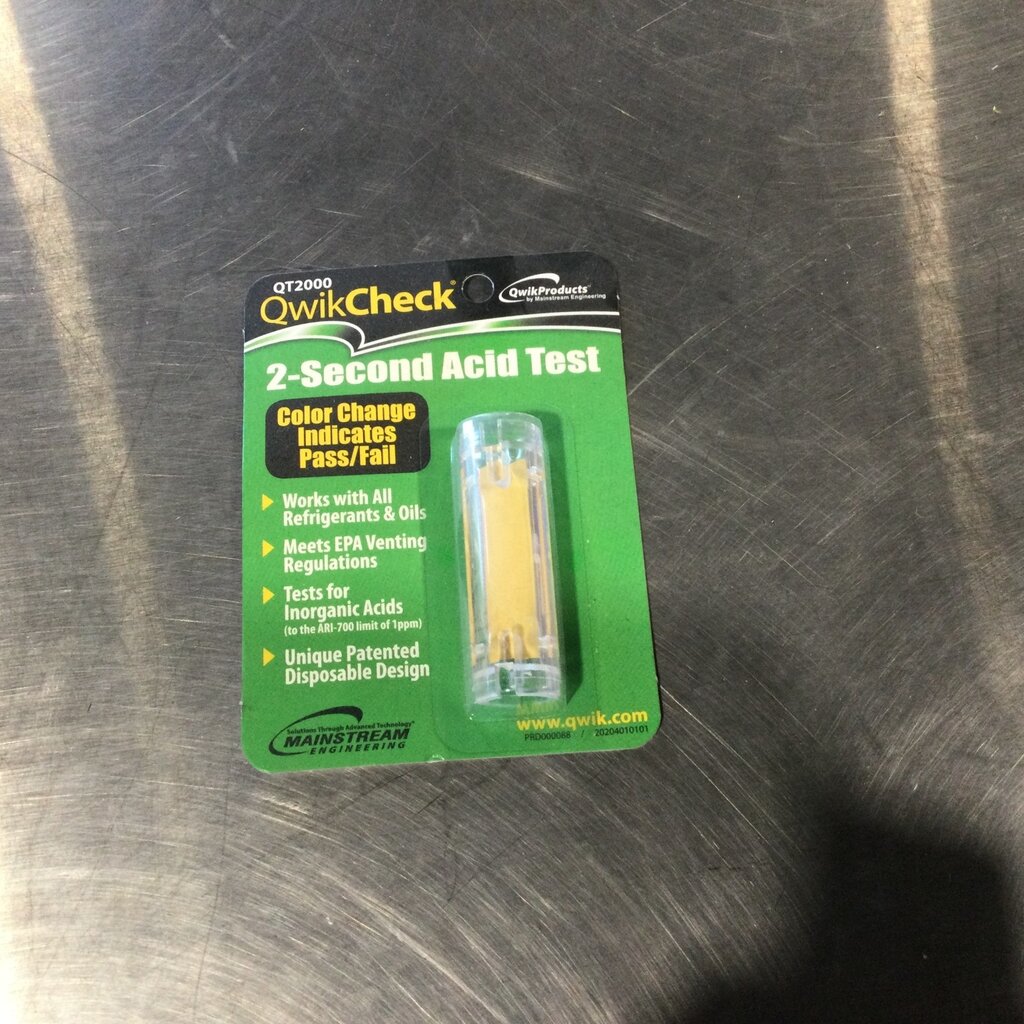 QT2000
QwikCheck®
QwikProducts™
by Mainstream Engineering
2-Second Acid Test
Color Change
Indicates
Pass/Fail
Works with All
Refrigerants & Oils
Meets EPA Venting
Regulations
Tests for
Inorganic Acids
(to the ARI-700 limit of 1ppm)
Unique Patented
Disposable Design
Solutions Through Advanced Technology®
MAINSTREAM
ENGINEERING
www.qwik.com
PRD000088 / 20204010101